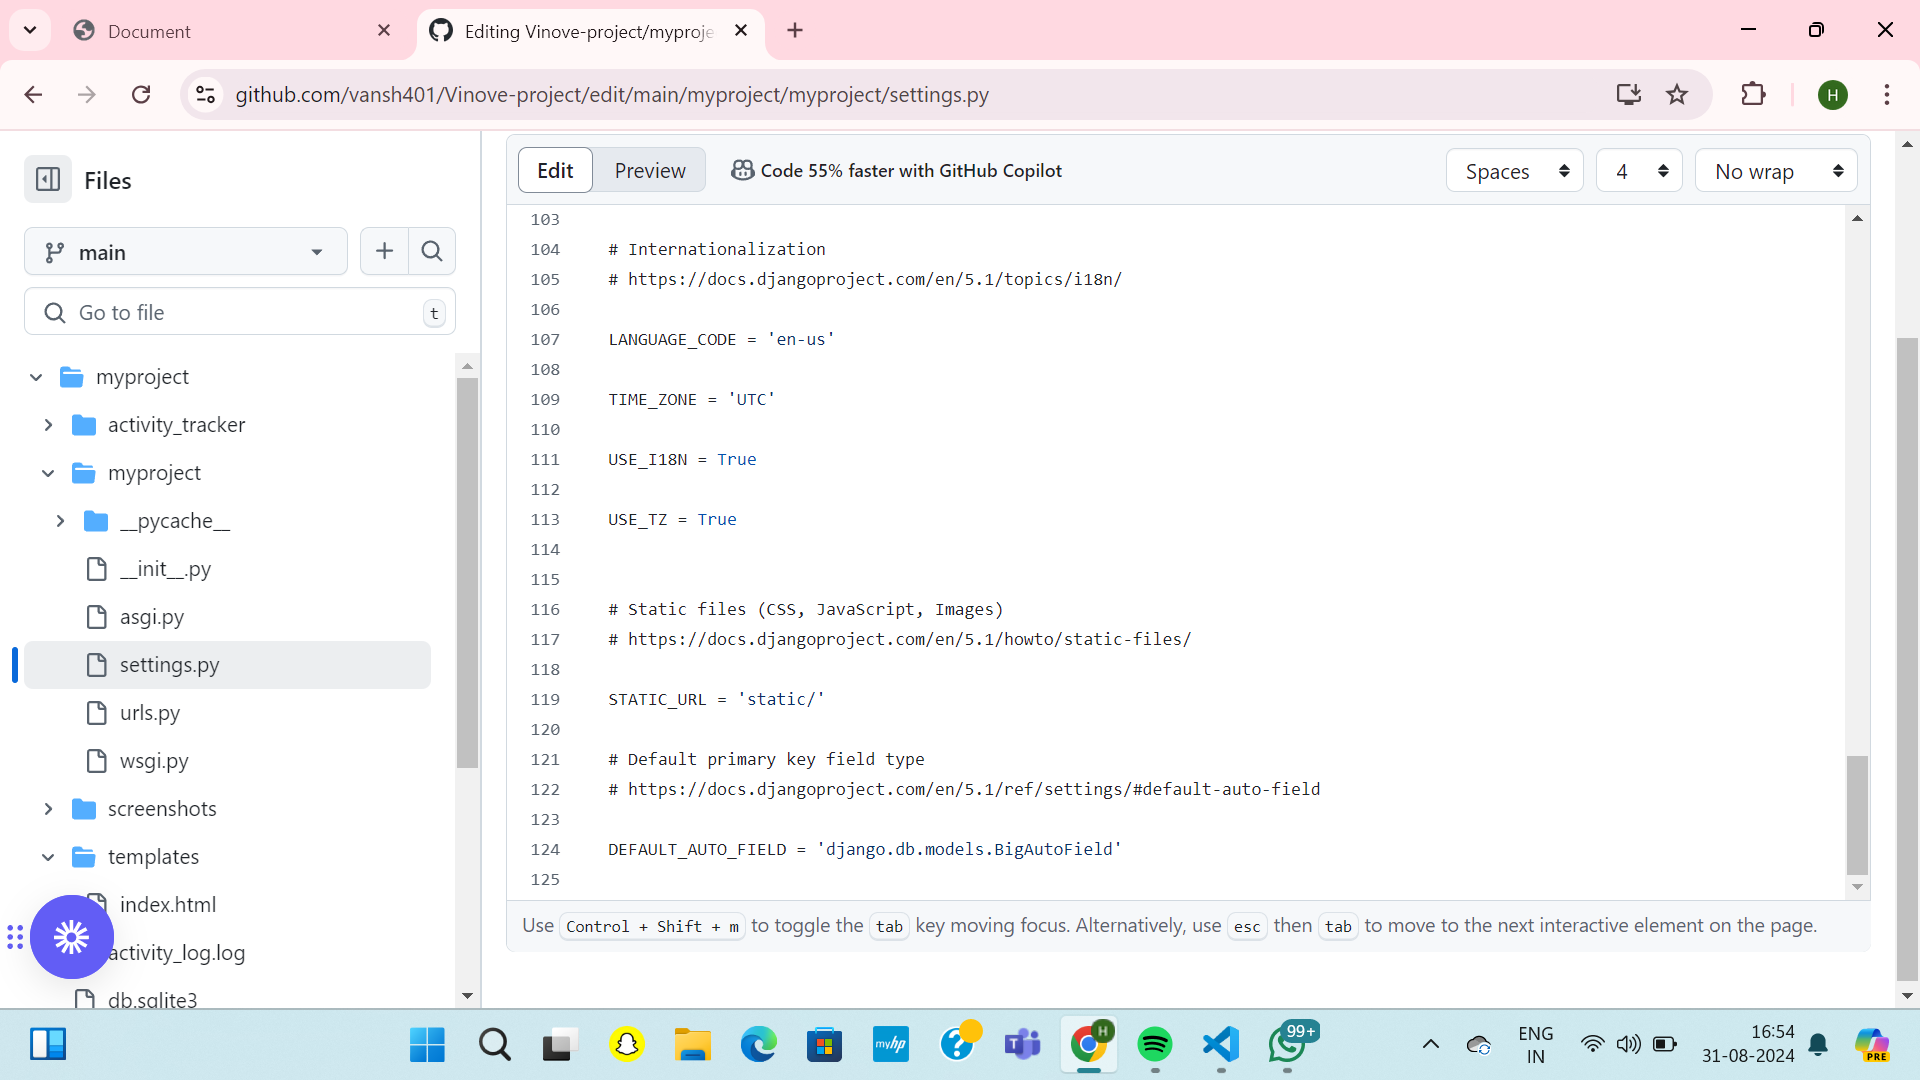 Document
Editing Vinove-project/myproje
github.com/vansh401/Vinove-project/edit/main/myproject/myproject/settings.py
H
Files
main
Go to file
t
myproject
activity_tracker
myproject
__pycache__
__init__.py
asgi.py
settings.py
urls.py
wsgi.py
screenshots
templates
index.html
activity_log.log
db.sqlite3
Edit
Preview
Code 55% faster with GitHub Copilot
Spaces
4
No wrap
103
104 # Internationalization
105 # https://docs.djangoproject.com/en/5.1/topics/i18n/
106
107 LANGUAGE_CODE = 'en-us'
108
109 TIME_ZONE = 'UTC'
110
111 USE_I18N = True
112
113 USE_TZ = True
114
115
116 # Static files (CSS, JavaScript, Images)
117 # https://docs.djangoproject.com/en/5.1/howto/static-files/
118
119 STATIC_URL = 'static/'
120
121 # Default primary key field type
122 # https://docs.djangoproject.com/en/5.1/ref/settings/#default-auto-field
123
124 DEFAULT_AUTO_FIELD = 'django.db.models.BigAutoField'
125
Use Control + Shift + m to toggle the tab key moving focus. Alternatively, use esc then tab to move to the next interactive element on the page.
myhp
?
T
H
99+
ENG
IN
16:54
31-08-2024
PRE